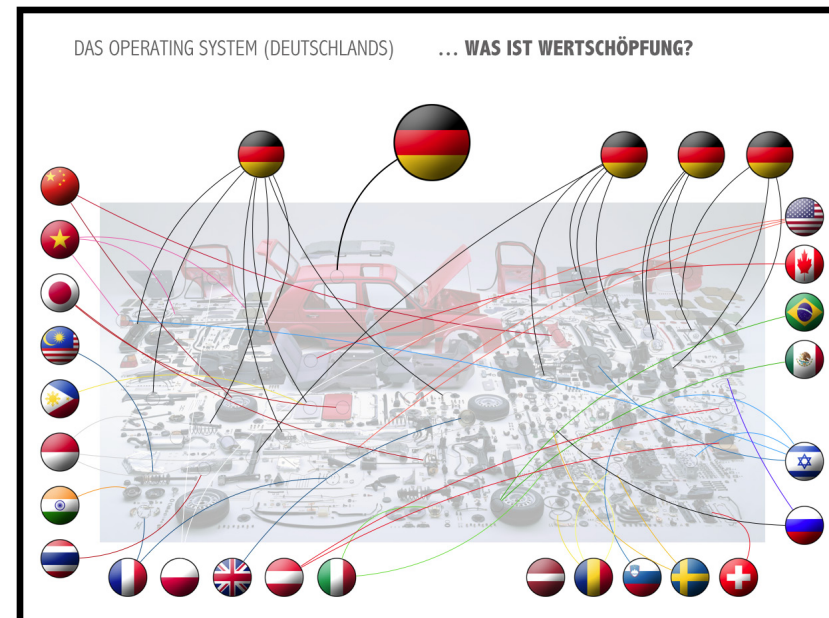 DAS OPERATING SYSTEM (DEUTSCHLANDS) ... WAS IST WERTSCHÖPFUNG?